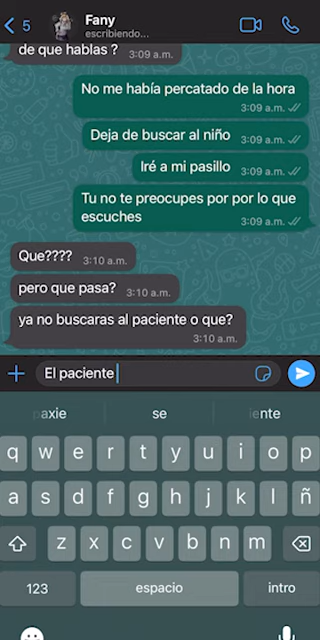 5
Fany
escribiendo...
de que hablas ? 3:09 a.m.
No me había percatado de la hora
3:09 a.m.
Deja de buscar al niño 3:09 a.m.
Iré a mi pasillo 3:09 a.m.
Tu no te preocupes por por lo que
escuches 3:09 a.m.
Que???? 3:10 a.m.
pero que pasa? 3:10 a.m.
ya no buscaras al paciente o que?
3:10 a.m.
El paciente
axie se iente
q w e r t y u i o p
a s d f g h j k l ñ
z x c v b n m
123 espacio intro